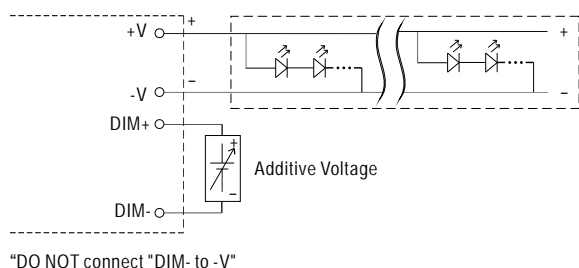 +V
+
-V
−
+
−
DIM+
+
−
Additive Voltage
DIM-
“DO NOT connect "DIM- to -V"